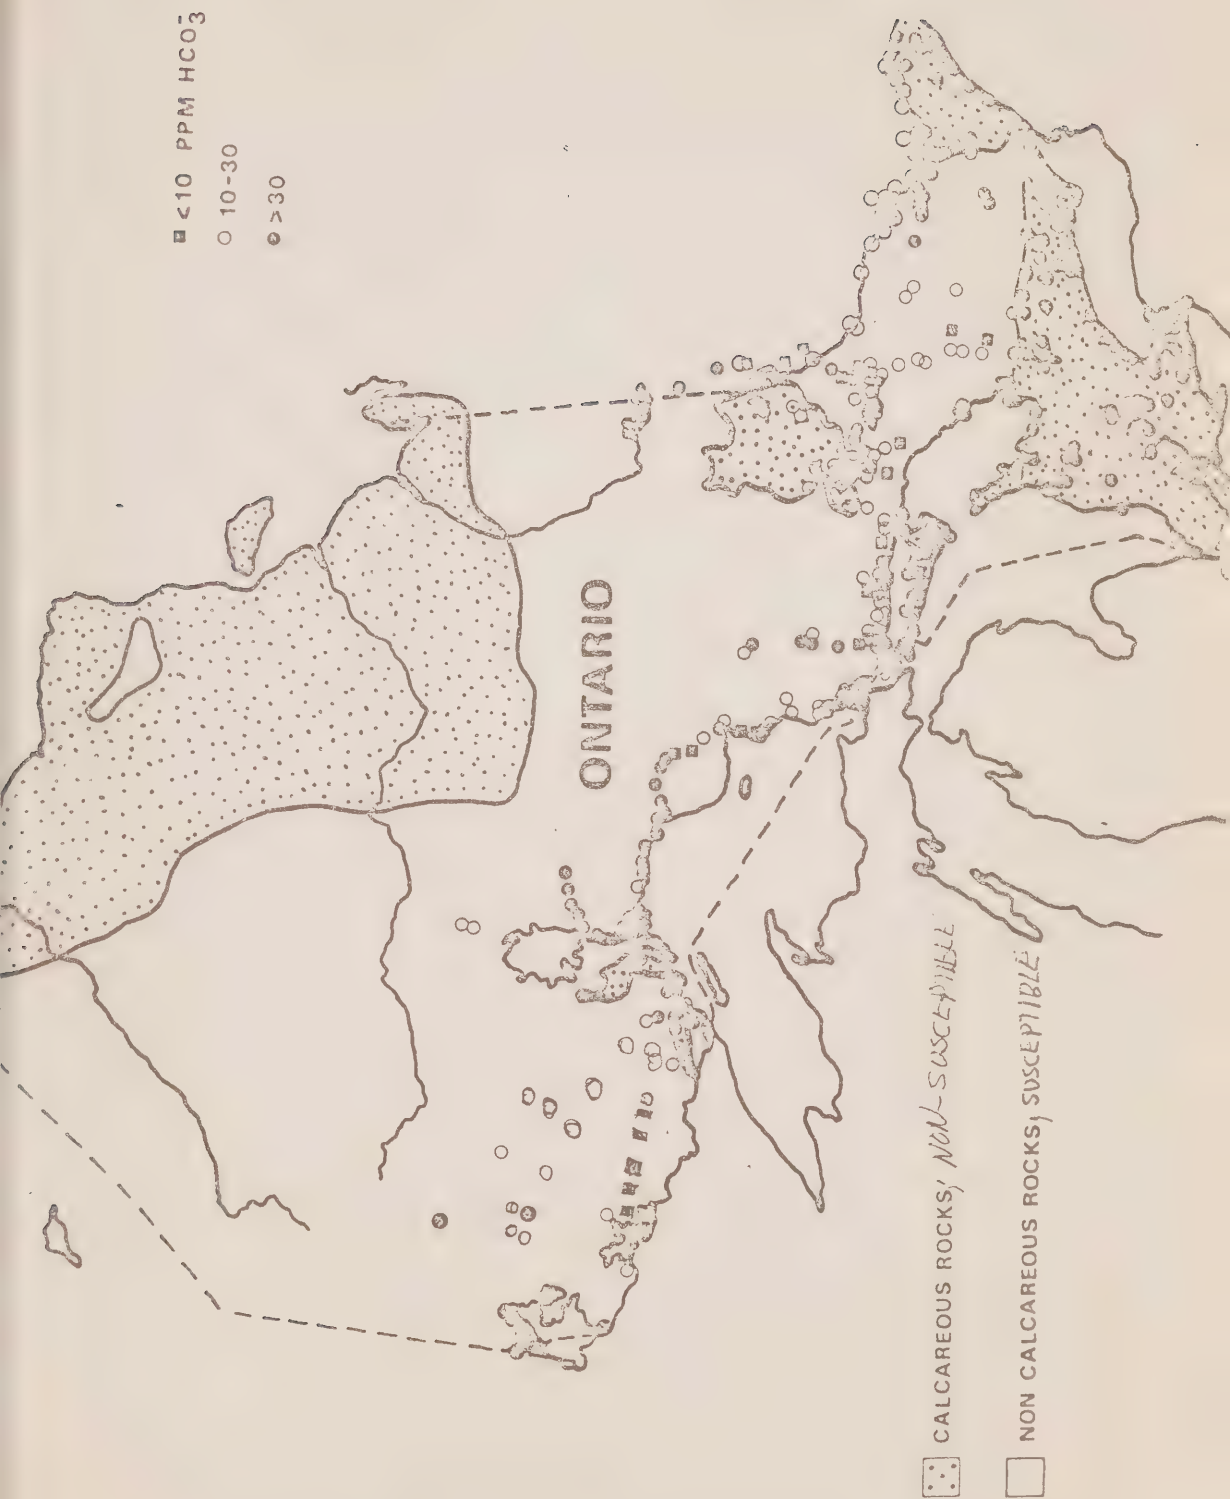 ■ <10 PPM HCO₃⁻
○ 10-30
● >30
ONTARIO
CALCAREOUS ROCKS; NON-SUSCEPTIBLE
NON CALCAREOUS ROCKS; SUSCEPTIBLE